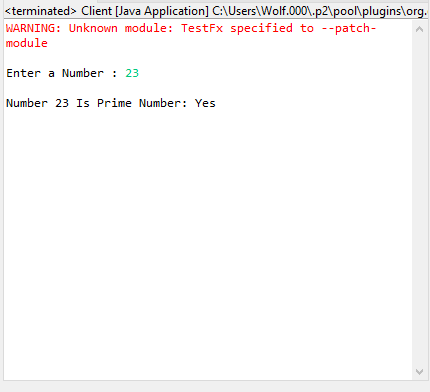 <terminated> Client [Java Application] C:\Users\Wolf.000\.p2\pool\plugins\org.
WARNING: Unknown module: TestFx specified to --patch-
module
Enter a Number : 23
Number 23 Is Prime Number: Yes